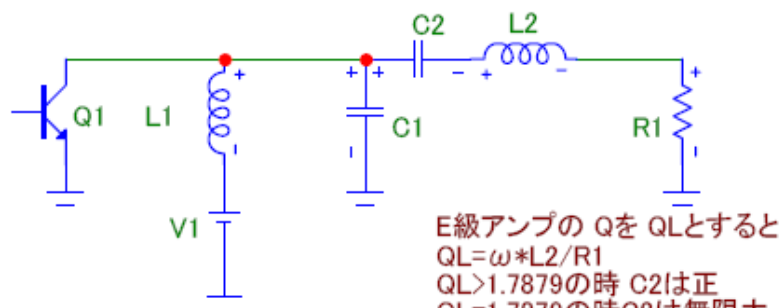 C2
L2
Q1
L1
C1
R1
V1
E級アンプの Qを QLとすると
QL=ω*L2/R1
QL>1.7879の時 C2は正